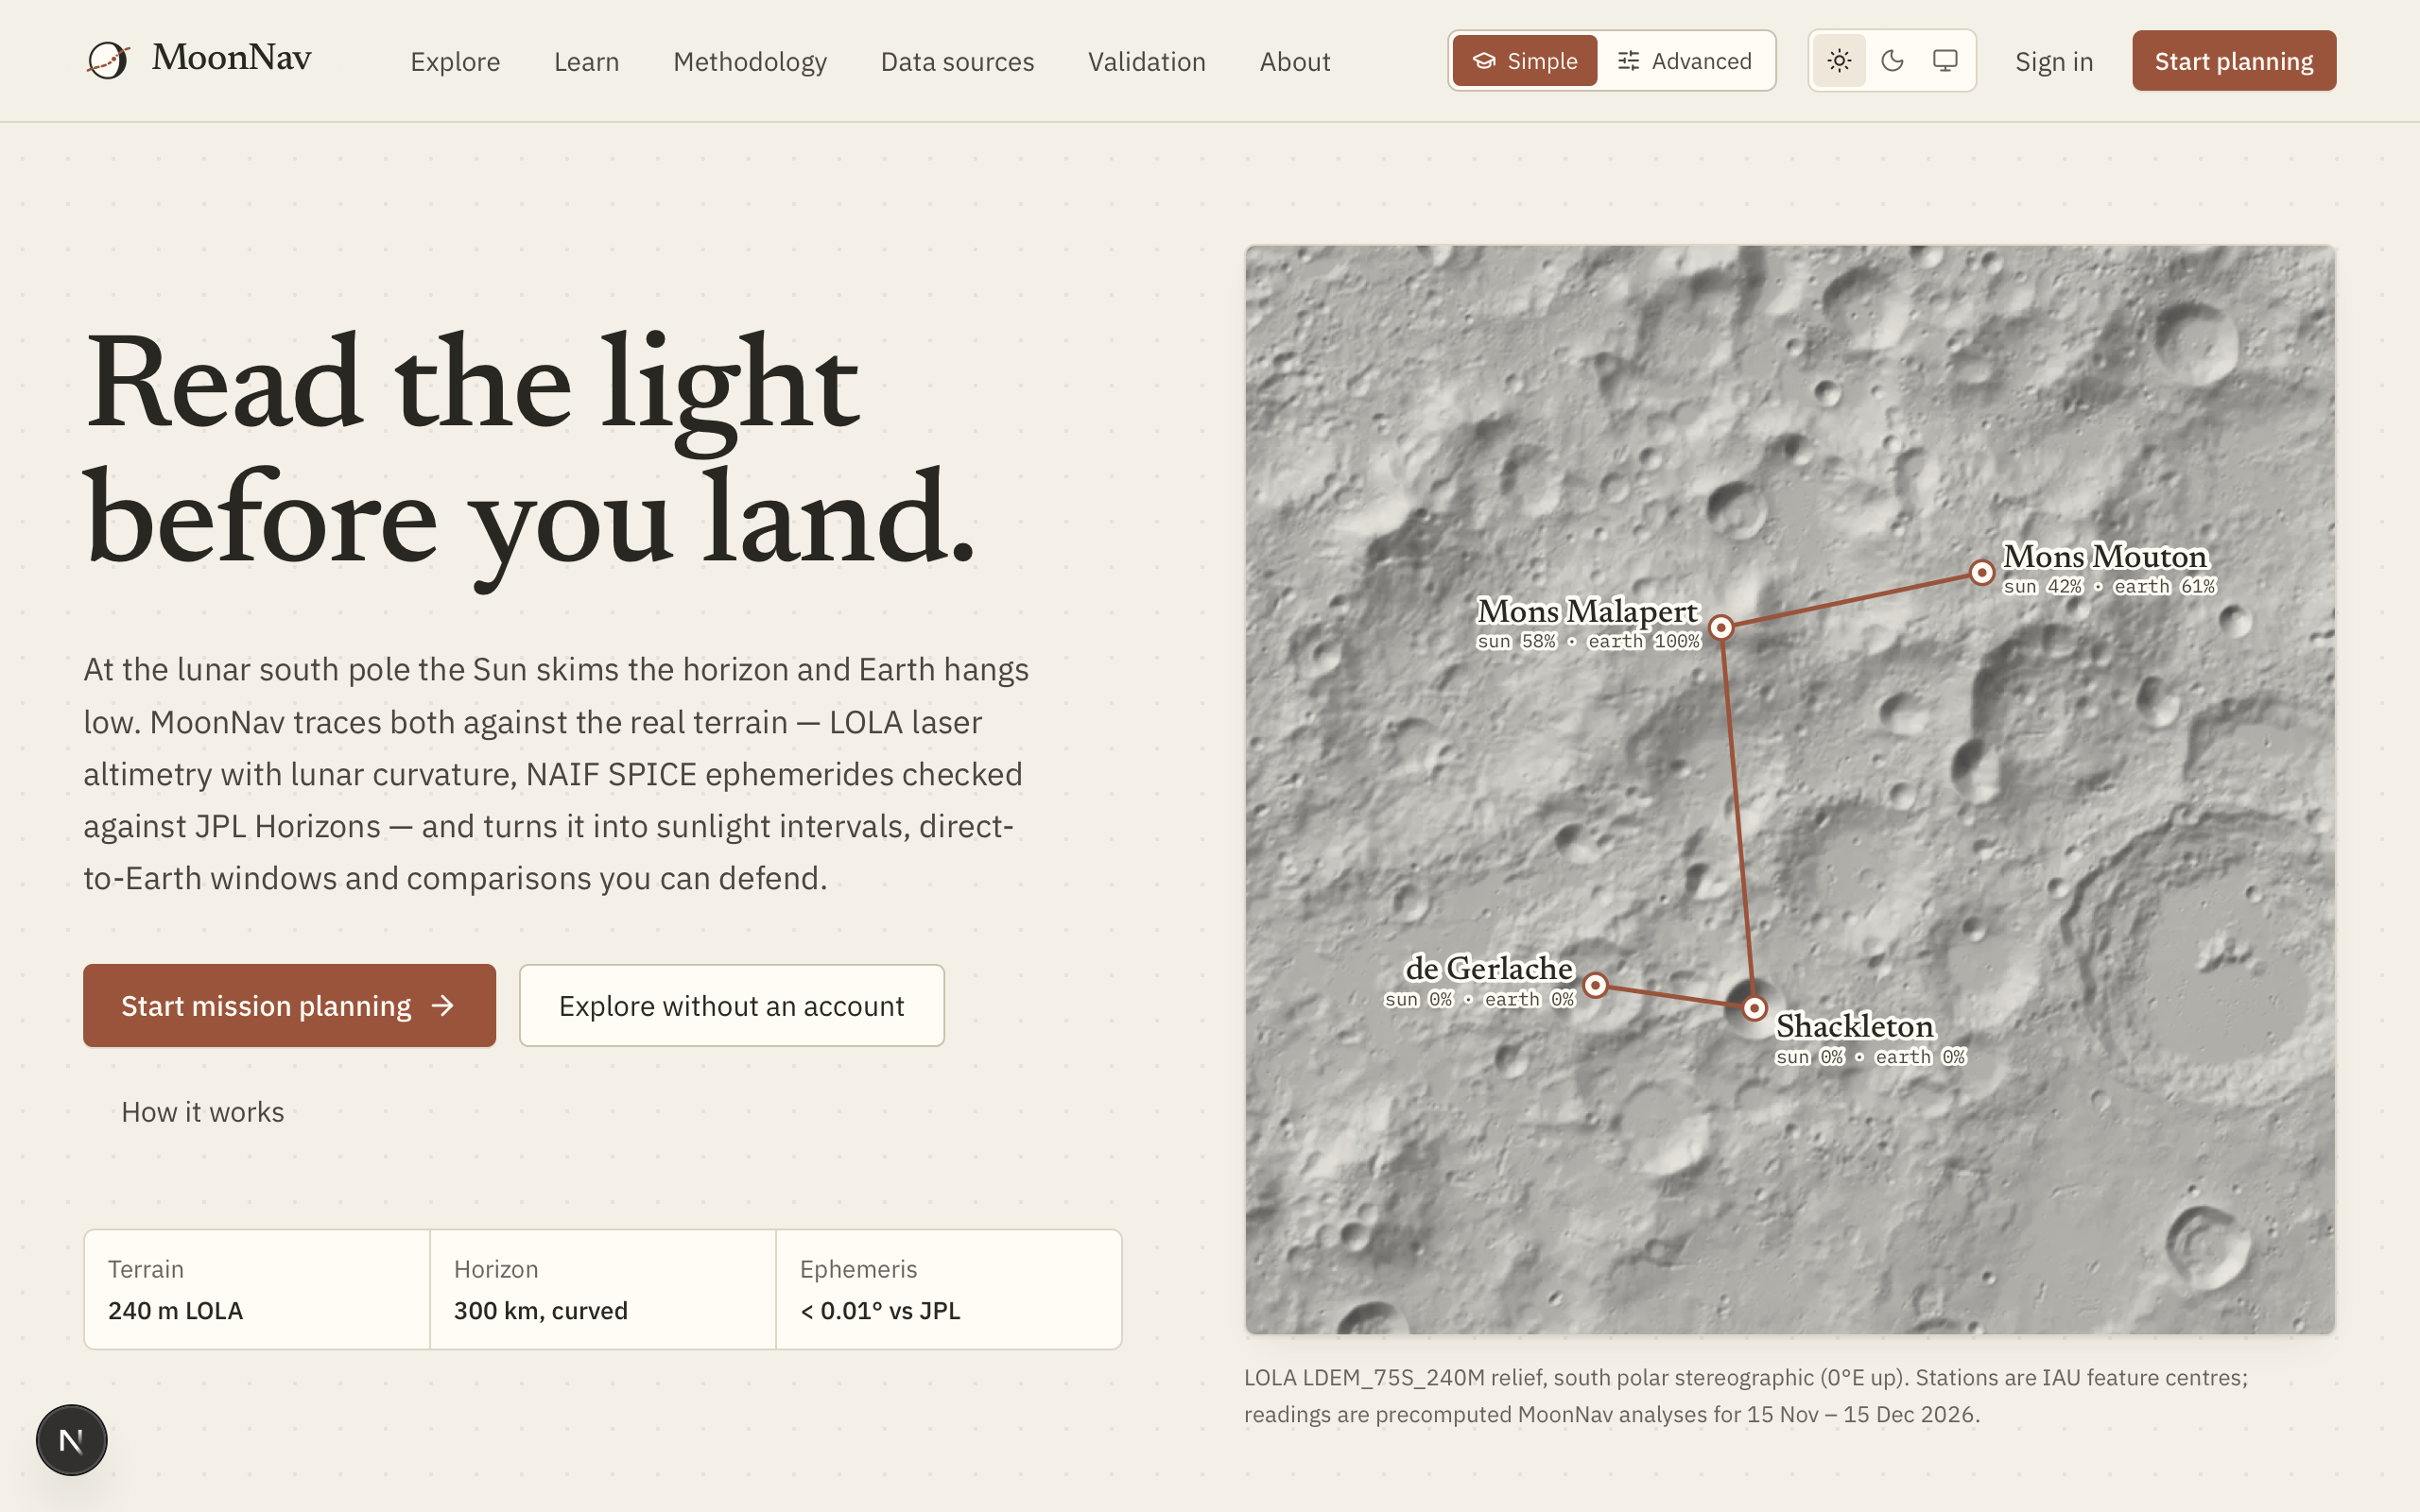 MoonNav
Explore
Learn
Methodology
Data sources
Validation
About
Simple
Advanced
Sign in
Start planning
Read the light
before you land.
At the lunar south pole the Sun skims the horizon and Earth hangs
low. MoonNav traces both against the real terrain — LOLA laser
altimetry with lunar curvature, NAIF SPICE ephemerides checked
against JPL Horizons — and turns it into sunlight intervals, direct-
to-Earth windows and comparisons you can defend.
Start mission planning →
Explore without an account
How it works
Terrain
240 m LOLA
Horizon
300 km, curved
Ephemeris
< 0.01° vs JPL
Mons Mouton
sun 42% · earth 61%
Mons Malapert
sun 58% · earth 100%
de Gerlache
sun 0% · earth 0%
Shackleton
sun 0% · earth 0%
LOLA LDEM_75S_240M relief, south polar stereographic (0°E up). Stations are IAU feature centres;
readings are precomputed MoonNav analyses for 15 Nov – 15 Dec 2026.
N